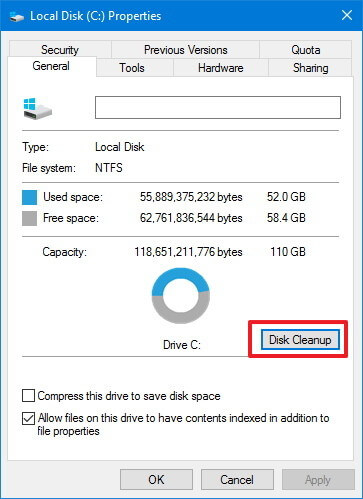 Local Disk (C:) Properties
Security Previous Versions Quota
General Tools Hardware Sharing
Type: Local Disk
File system: NTFS
Used space: 55,889,375,232 bytes 52.0 GB
Free space: 62,761,836,544 bytes 58.4 GB
Capacity: 118,651,211,776 bytes 110 GB
Drive C: Disk Cleanup
Compress this drive to save disk space
Allow files on this drive to have contents indexed in addition to
file properties
OK Cancel Apply